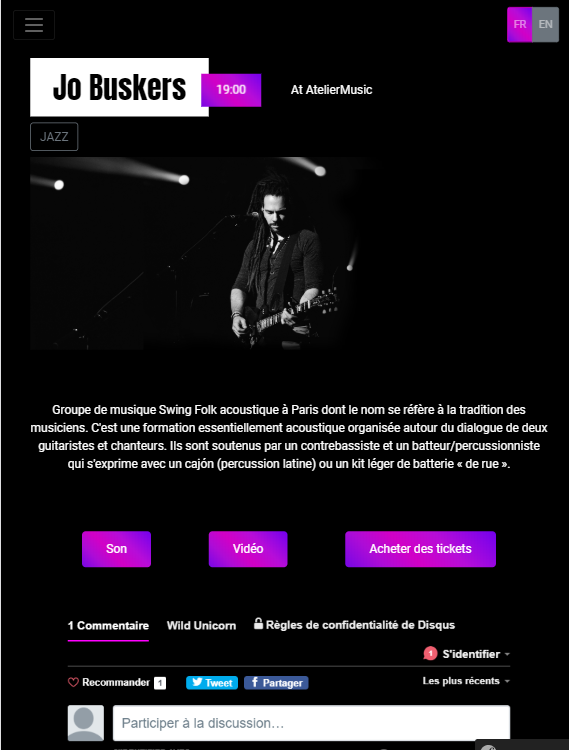 FR EN
Jo Buskers
19:00
At AtelierMusic
JAZZ
Groupe de musique Swing Folk acoustique à Paris dont le nom se réfère à la tradition des
musiciens. C'est une formation essentiellement acoustique organisée autour du dialogue de deux
guitaristes et chanteurs. Ils sont soutenus par un contrebassiste et un batteur/percussionniste
qui s'exprime avec un cajón (percussion latine) ou un kit léger de batterie « de rue ».
Son Vidéo Acheter des tickets
1 Commentaire Wild Unicorn Règles de confidentialité de Disqus
1 S'identifier
Recommander 1 Tweet Partager Les plus récents
Participer à la discussion…